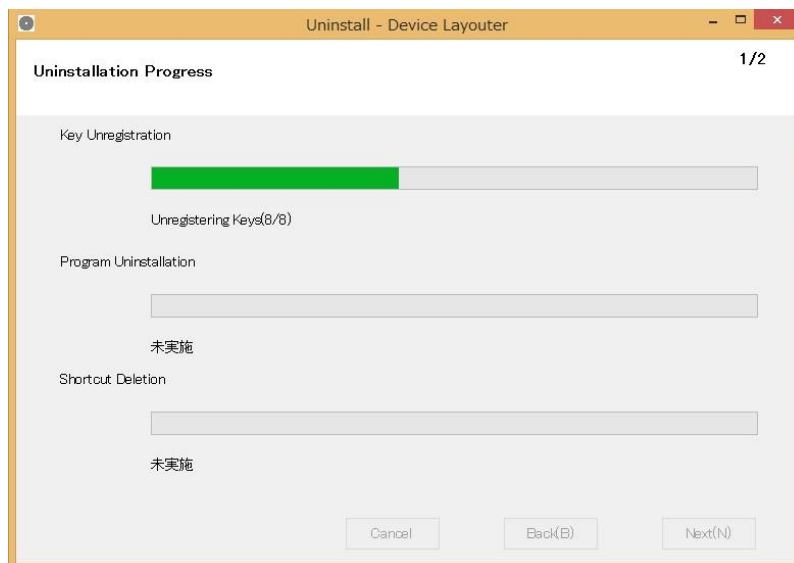 Uninstall - Device Layouter
1/2
Uninstallation Progress
Key Unregistration
Unregistering Keys(8/8)
Program Uninstallation
未実施
Shortcut Deletion
未実施
Cancel
Back(B)
Next(N)